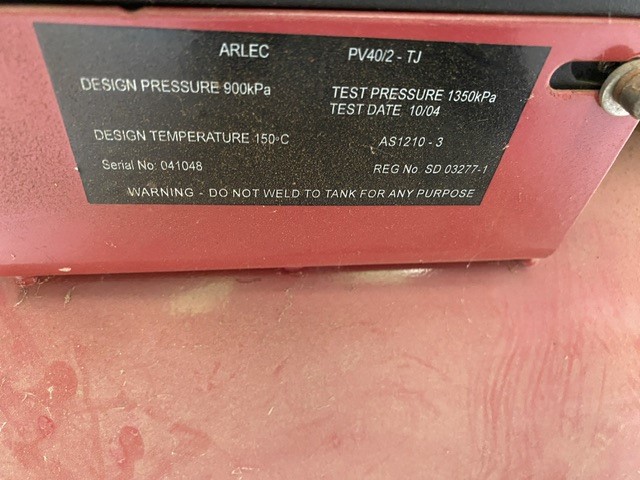 ARLEC PV40/2 - TJ
DESIGN PRESSURE 900kPa TEST PRESSURE 1350kPa
TEST DATE 10/04
DESIGN TEMPERATURE 150°C AS1210 - 3
Serial No: 041048 REG No. SD 03277-1
WARNING - DO NOT WELD TO TANK FOR ANY PURPOSE